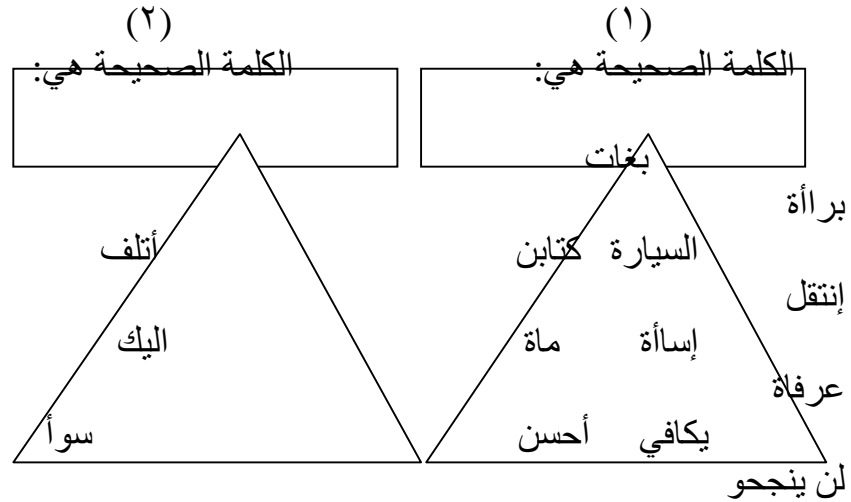 (١) (٢)
الكلمة الصحيحة هي: الكلمة الصحيحة هي:
بغات
براأة
السيارة كتابن أتلف
إنتقل
إساأة ماة اليك
عرفاة
يكافي أحسن سوأ
لن ينجحو